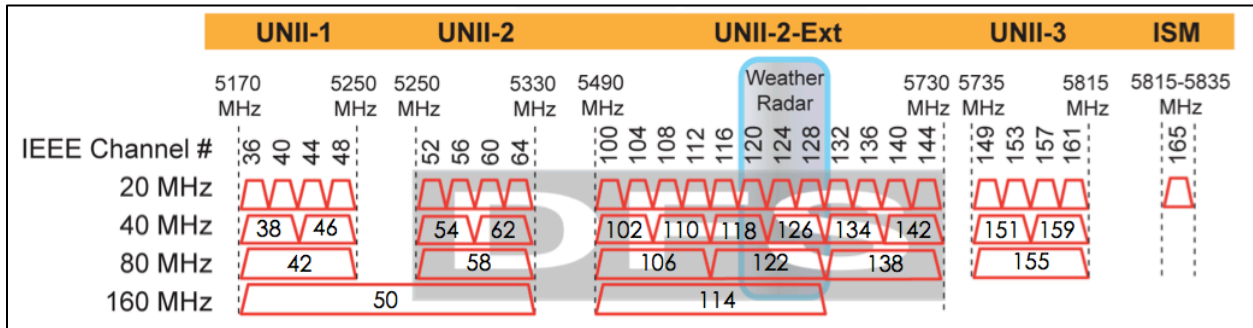 UNII-1 UNII-2 UNII-2-Ext UNII-3 ISM
5170 MHz 5250 MHz 5250 MHz 5330 MHz 5490 MHz Weather Radar 5730 MHz 5735 MHz 5815 MHz 5815-5835 MHz
IEEE Channel # 36 40 44 48 52 56 60 64 100 104 108 112 116 120 124 128 132 136 140 144 149 153 157 161 165
20 MHz
40 MHz 38 46 54 62 102 110 118 126 134 142 151 159
80 MHz 42 58 106 122 138 155
160 MHz 50 114
DFS